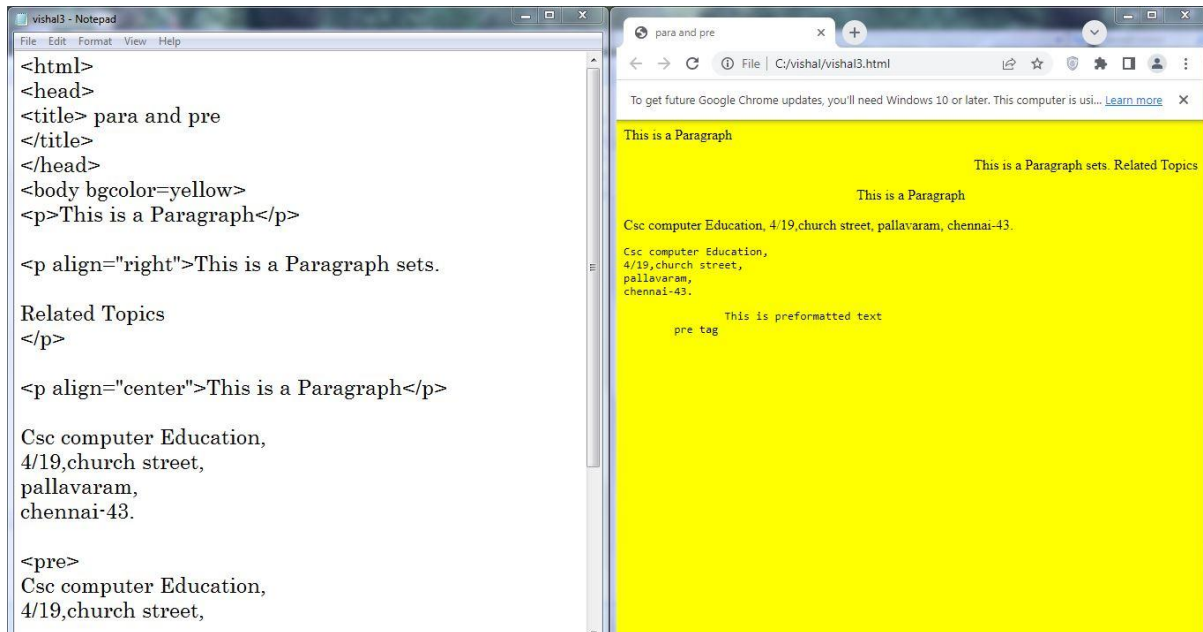 vishal3 - Notepad
File Edit Format View Help
<html>
<head>
<title> para and pre
</title>
</head>
<body bgcolor=yellow>
<p>This is a Paragraph</p>
<p align="right">This is a Paragraph sets.
Related Topics
</p>
<p align="center">This is a Paragraph</p>
Csc computer Education,
4/19,church street,
pallavaram,
chennai-43.
<pre>
Csc computer Education,
4/19,church street,
para and pre
File | C:/vishal/vishal3.html
To get future Google Chrome updates, you'll need Windows 10 or later. This computer is usi... Learn more
This is a Paragraph
This is a Paragraph sets. Related Topics
This is a Paragraph
Csc computer Education, 4/19,church street, pallavaram, chennai-43.
Csc computer Education,
4/19,church street,
pallavaram,
chennai-43.
This is preformatted text
pre tag